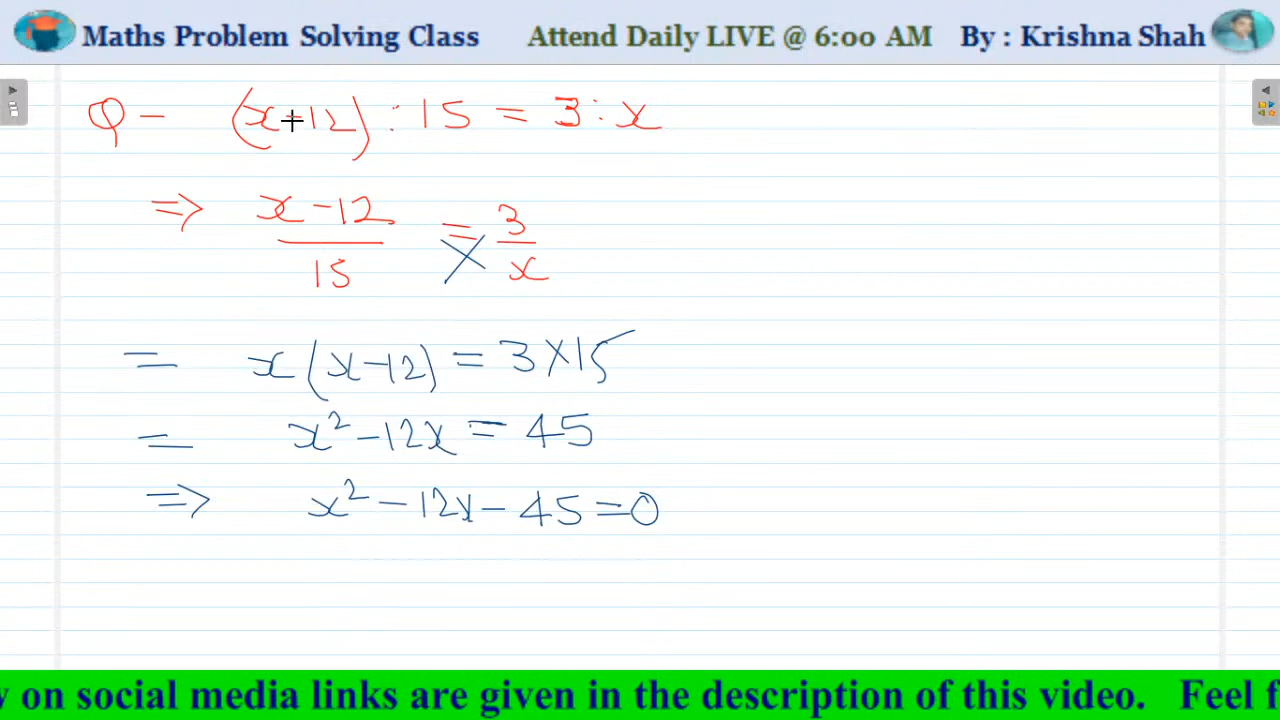 Maths Problem Solving Class Attend Daily LIVE @ 6:00 AM By : Krishna Shah
Q - (x-12) : 15 = 3 : x
=> x - 12 / 15 = 3 / x
= x(x-12) = 3×15
= x² - 12x = 45
=> x² - 12x - 45 = 0
on social media links are given in the description of this video. Feel